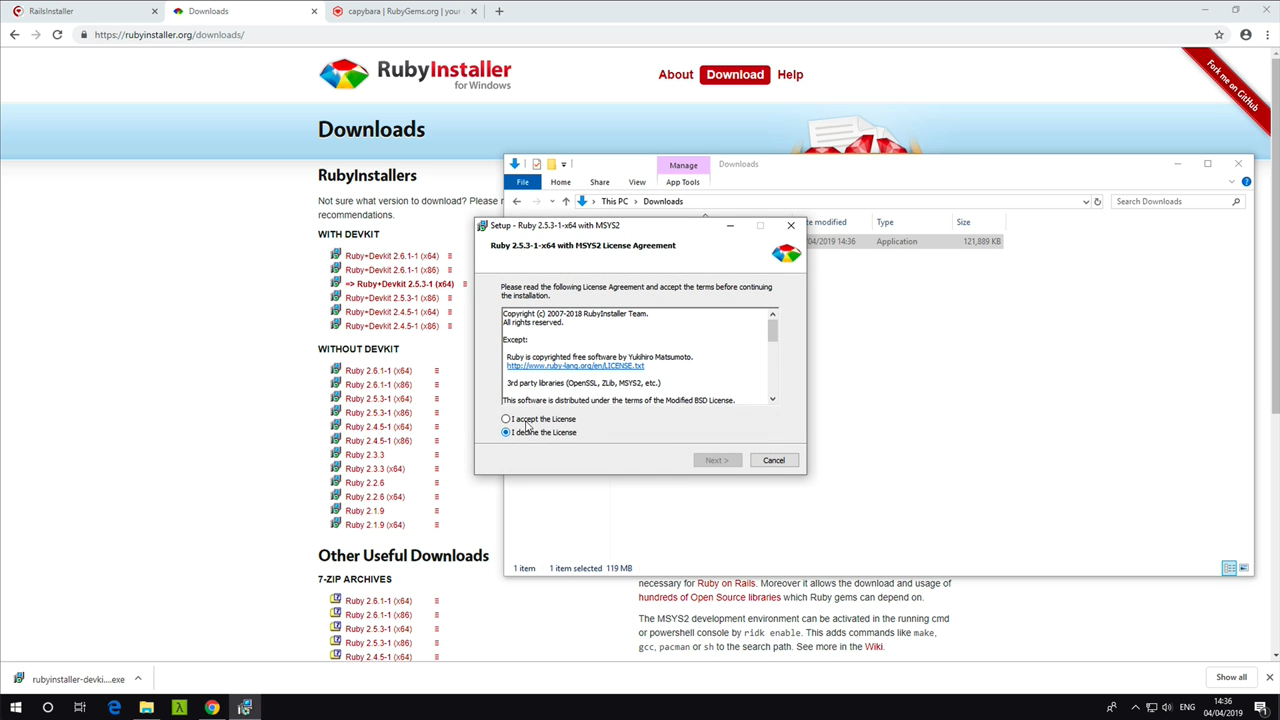 RailsInstaller
Downloads
capybara | RubyGems.org | your
https://rubyinstaller.org/downloads/
RubyInstaller
for Windows
About
Download
Help
Fork me on GitHub
Downloads
RubyInstallers
Not sure what version to download? Please r
recommendations.
WITH DEVKIT
Ruby+Devkit 2.6.1-1 (x64)
Ruby+Devkit 2.6.1-1 (x86)
=> Ruby+Devkit 2.5.3-1 (x64)
Ruby+Devkit 2.5.3-1 (x86)
Ruby+Devkit 2.4.5-1 (x64)
Ruby+Devkit 2.4.5-1 (x86)
WITHOUT DEVKIT
Ruby 2.6.1-1 (x64)
Ruby 2.6.1-1 (x86)
Ruby 2.5.3-1 (x64)
Ruby 2.5.3-1 (x86)
Ruby 2.4.5-1 (x64)
Ruby 2.4.5-1 (x86)
Ruby 2.3.3
Ruby 2.3.3 (x64)
Ruby 2.2.6
Ruby 2.2.6 (x64)
Ruby 2.1.9
Ruby 2.1.9 (x64)
Other Useful Downloads
7-ZIP ARCHIVES
Ruby 2.6.1-1 (x64)
Ruby 2.6.1-1 (x86)
Ruby 2.5.3-1 (x64)
Ruby 2.5.3-1 (x86)
Ruby 2.4.5-1 (x64)
Manage
Downloads
File
Home
Share
View
App Tools
This PC > Downloads
Search Downloads
te modified
Type
Size
/04/2019 14:36
Application
121,889 KB
Setup - Ruby 2.5.3-1-x64 with MSYS2
Ruby 2.5.3-1-x64 with MSYS2 License Agreement
Please read the following License Agreement and accept the terms before continuing
the installation.
Copyright (c) 2007-2018 RubyInstaller Team.
All rights reserved.
Except:
Ruby is copyrighted free software by Yukihiro Matsumoto.
http://www.ruby-lang.org/en/LICENSE.txt
3rd party libraries (OpenSSL, ZLib, MSYS2, etc.)
This software is distributed under the terms of the Modified BSD License.
I accept the License
I decline the License
Next >
Cancel
1 item
1 item selected 119 MB
necessary for Ruby on Rails. Moreover it allows the download and usage of
hundreds of Open Source libraries which Ruby gems can depend on.
The MSYS2 development environment can be activated in the running cmd
or powershell console by ridk enable. This adds commands like make,
gcc, pacman or sh to the search path. See more in the Wiki.
rubyinstaller-devki....exe
Show all
ENG
14:36
04/04/2019
1